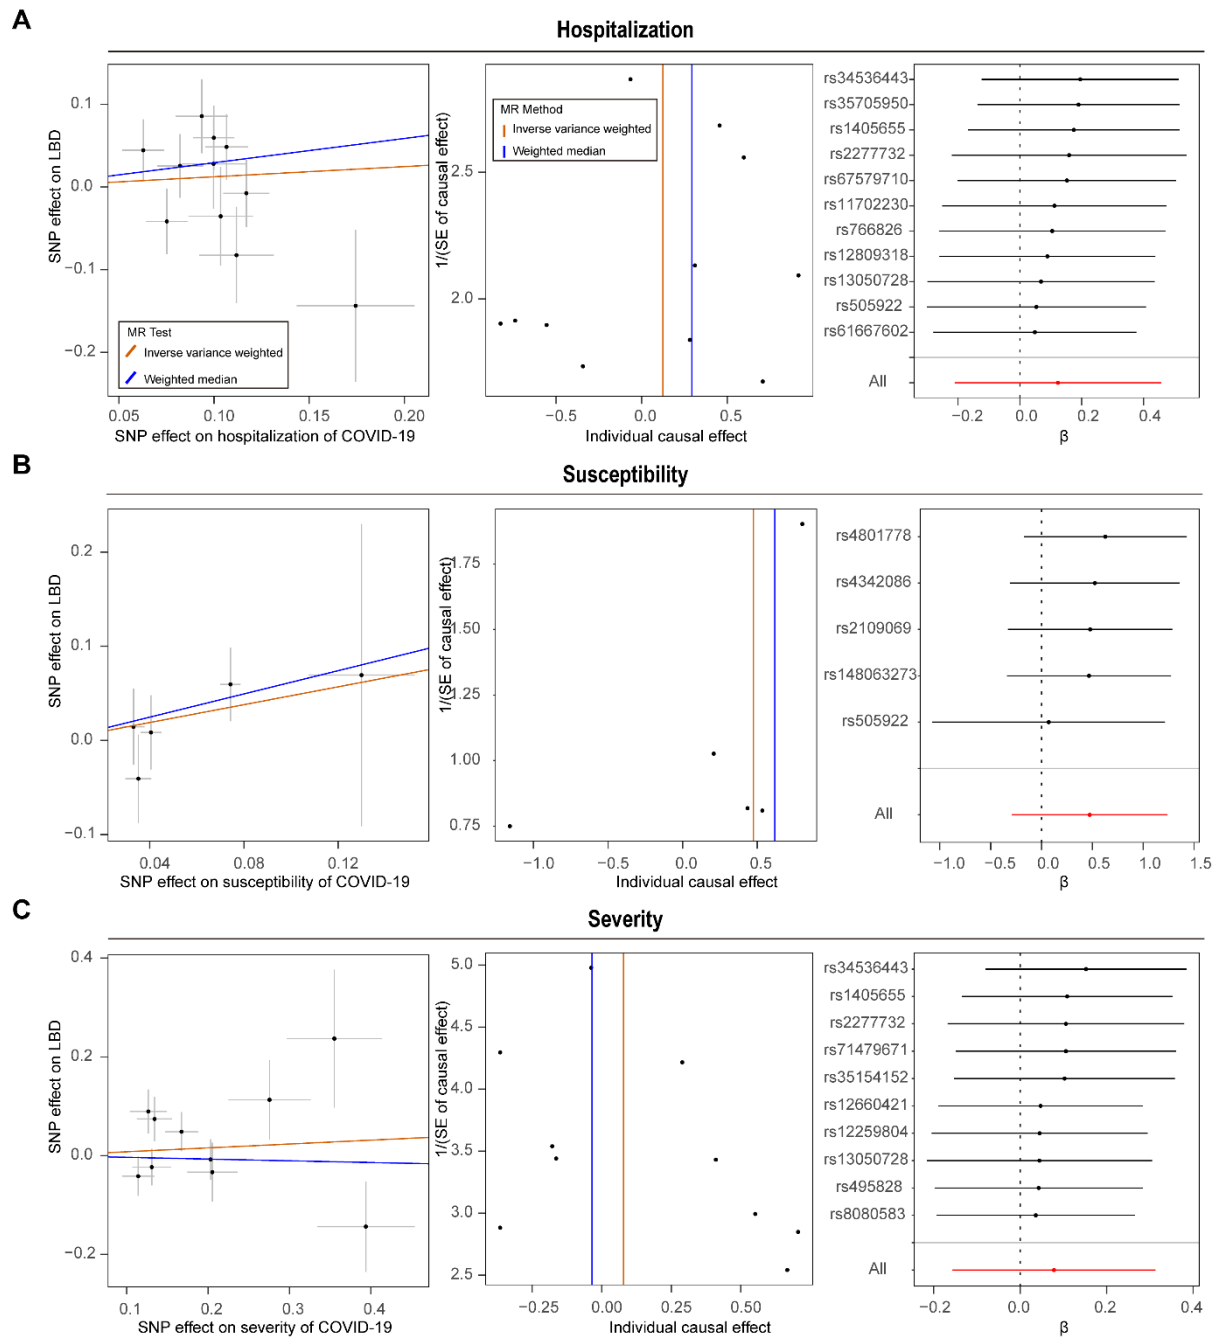 A
Hospitalization
SNP effect on LBD
0.1
0.0
−0.1
−0.2
MR Test
Inverse variance weighted
Weighted median
0.05
0.10
0.15
0.20
SNP effect on hospitalization of COVID-19
1/(SE of causal effect)
2.5
2.0
MR Method
Inverse variance weighted
Weighted median
−0.5
0.0
0.5
Individual causal effect
rs34536443
rs35705950
rs1405655
rs2277732
rs67579710
rs11702230
rs766826
rs12809318
rs13050728
rs505922
rs61667602
All
−0.2
0.0
0.2
0.4
β
B
Susceptibility
SNP effect on LBD
0.2
0.1
0.0
−0.1
0.04
0.08
0.12
SNP effect on susceptibility of COVID-19
1/(SE of causal effect)
1.75
1.50
1.25
1.00
0.75
−1.0
−0.5
0.0
0.5
Individual causal effect
rs4801778
rs4342086
rs2109069
rs148063273
rs505922
All
−1.0
−0.5
0.0
0.5
1.0
1.5
β
C
Severity
SNP effect on LBD
0.4
0.2
0.0
−0.2
0.1
0.2
0.3
0.4
SNP effect on severity of COVID-19
1/(SE of causal effect)
5.0
4.5
4.0
3.5
3.0
2.5
−0.25
0.00
0.25
0.50
Individual causal effect
rs34536443
rs1405655
rs2277732
rs71479671
rs35154152
rs12660421
rs12259804
rs13050728
rs495828
rs8080583
All
−0.2
0.0
0.2
0.4
β